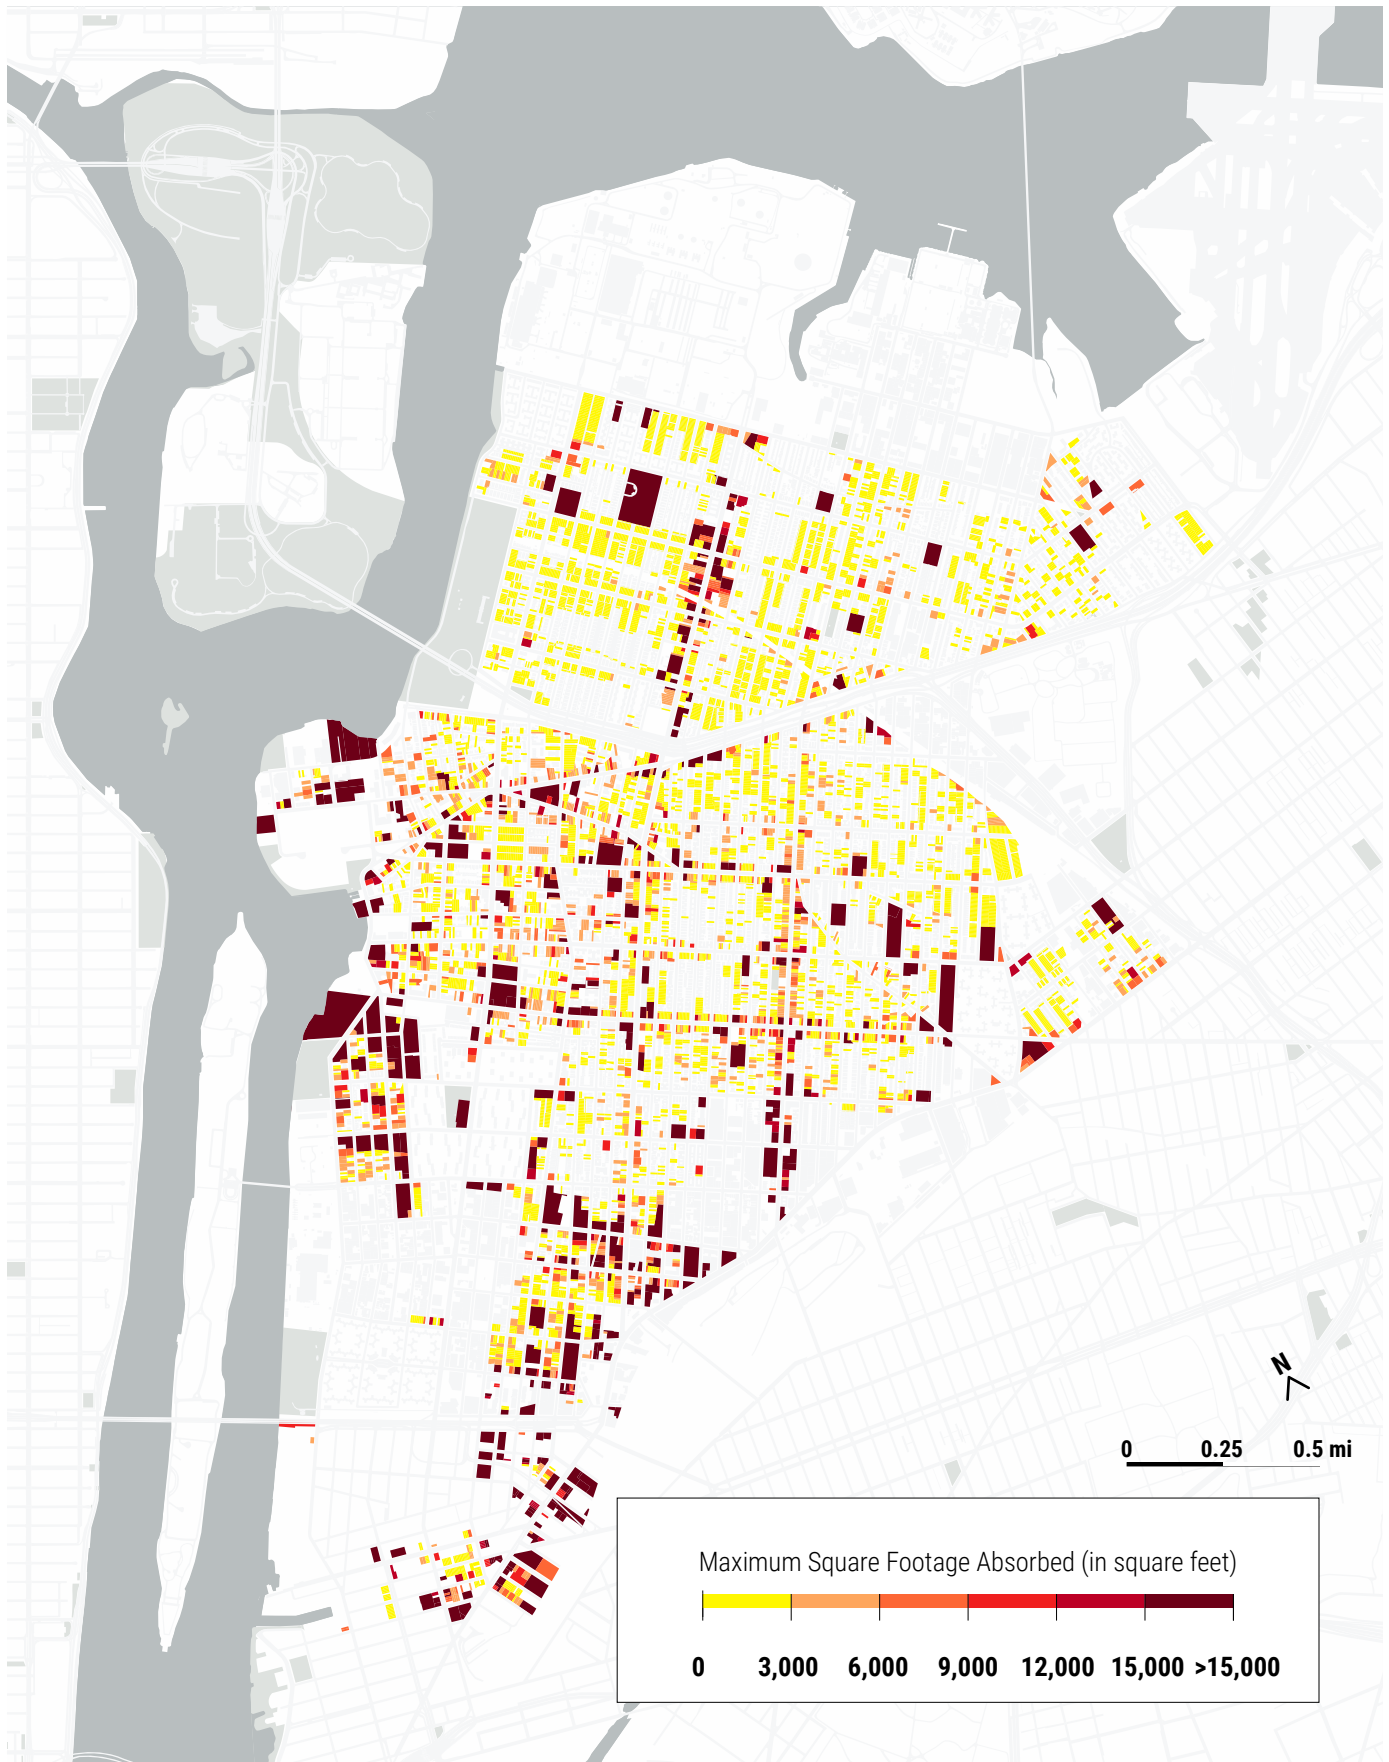 N
0 0.25 0.5 mi
Maximum Square Footage Absorbed (in square feet)
0 3,000 6,000 9,000 12,000 15,000 >15,000